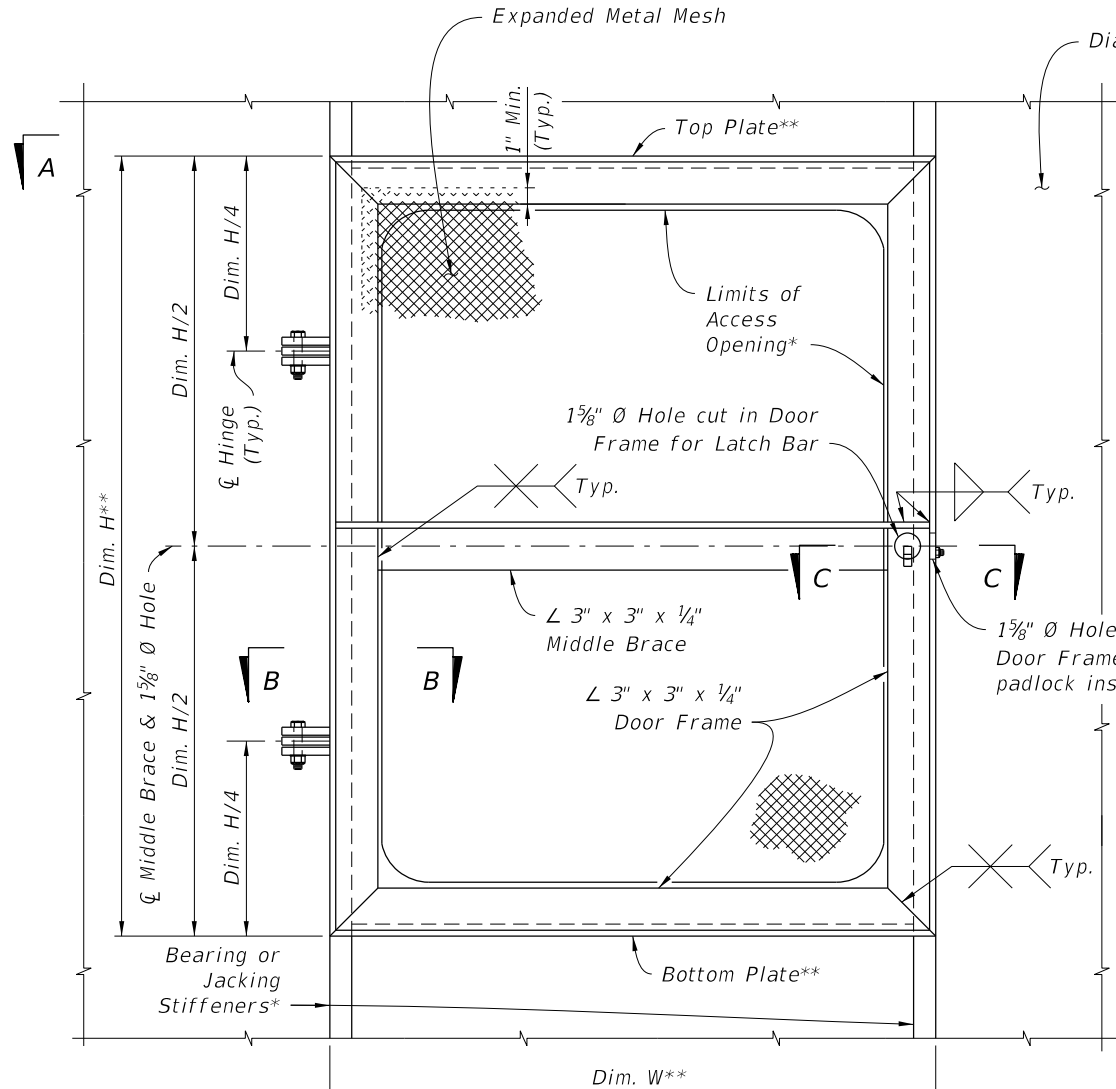 Expanded Metal Mesh
1" Min.
(Typ.)
Top Plate**
A
Dim. H/4
Dim. H/2
Limits of
Access
Opening*
℄ Hinge
(Typ.)
1⅝" Ø Hole cut in Door
Frame for Latch Bar
Typ.
Typ.
Dim. H**
C
C
∠ 3" x 3" x ¼"
Middle Brace
1⅝" Ø Hole
Door Frame
padlock
℄ Middle Brace & 1⅝" Ø Hole
Dim. H/2
B
B
∠ 3" x 3" x ¼"
Door Frame
Dim. H/4
Typ.
Bearing or
Jacking
Stiffeners*
Bottom Plate**
Dim. W**